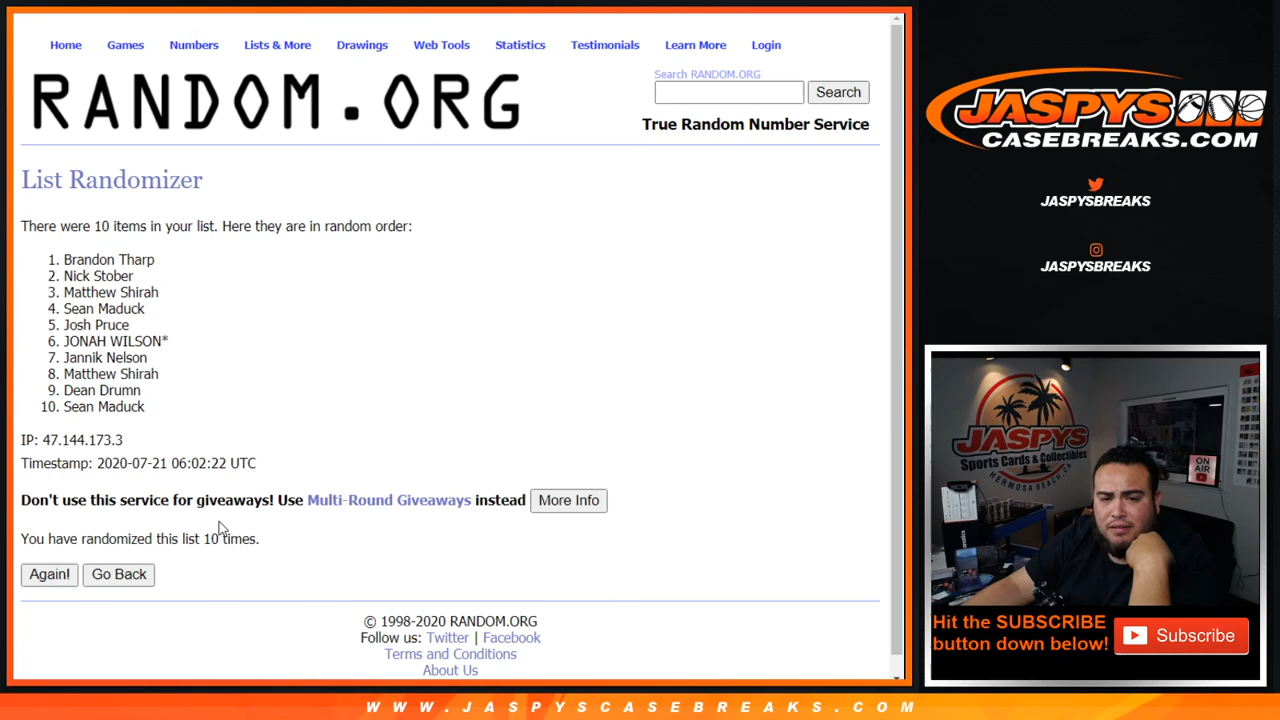 Home Games Numbers Lists & More Drawings Web Tools Statistics Testimonials Learn More Login
RANDOM.ORG
Search RANDOM.ORG
Search
True Random Number Service
List Randomizer
There were 10 items in your list. Here they are in random order:
1. Brandon Tharp
2. Nick Stober
3. Matthew Shirah
4. Sean Maduck
5. Josh Pruce
6. JONAH WILSON*
7. Jannik Nelson
8. Matthew Shirah
9. Dean Drumn
10. Sean Maduck
IP: 47.144.173.3
Timestamp: 2020-07-21 06:02:22 UTC
Don't use this service for giveaways! Use Multi-Round Giveaways instead More Info
You have randomized this list 10 times.
Again! Go Back
© 1998-2020 RANDOM.ORG
Follow us: Twitter | Facebook
Terms and Conditions
About Us
JASPYS
CASEBREAKS.COM
JASPYSBREAKS
JASPYSBREAKS
JASPYS
Sports Cards & Collectibles
HERMOSA BEACH, CA
ON AIR
Hit the SUBSCRIBE
button down below!
Subscribe
WWW.JASPYSCASEBREAKS.COM